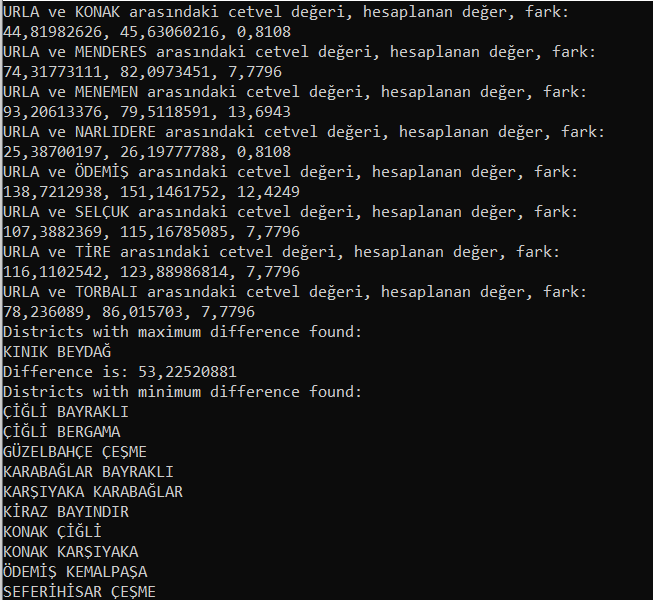 URLA ve KONAK arasındaki cetvel değeri, hesaplanan değer, fark:
44,81982626, 45,63060216, 0,8108
URLA ve MENDERES arasındaki cetvel değeri, hesaplanan değer, fark:
74,31773111, 82,0973451, 7,7796
URLA ve MENEMEN arasındaki cetvel değeri, hesaplanan değer, fark:
93,20613376, 79,5118591, 13,6943
URLA ve NARLIDERE arasındaki cetvel değeri, hesaplanan değer, fark:
25,38700197, 26,19777788, 0,8108
URLA ve ÖDEMİŞ arasındaki cetvel değeri, hesaplanan değer, fark:
138,7212938, 151,1461752, 12,4249
URLA ve SELÇUK arasındaki cetvel değeri, hesaplanan değer, fark:
107,3882369, 115,16785085, 7,7796
URLA ve TİRE arasındaki cetvel değeri, hesaplanan değer, fark:
116,1102542, 123,88986814, 7,7796
URLA ve TORBALI arasındaki cetvel değeri, hesaplanan değer, fark:
78,236089, 86,015703, 7,7796
Districts with maximum difference found:
KINIK BEYDAĞ
Difference is: 53,22520881
Districts with minimum difference found:
ÇİĞLİ BAYRAKLI
ÇİĞLİ BERGAMA
GÜZELBAHÇE ÇEŞME
KARABAĞLAR BAYRAKLI
KARŞIYAKA KARABAĞLAR
KİRAZ BAYINDIR
KONAK ÇİĞLİ
KONAK KARŞIYAKA
ÖDEMİŞ KEMALPAŞA
SEFERİHİSAR ÇEŞME